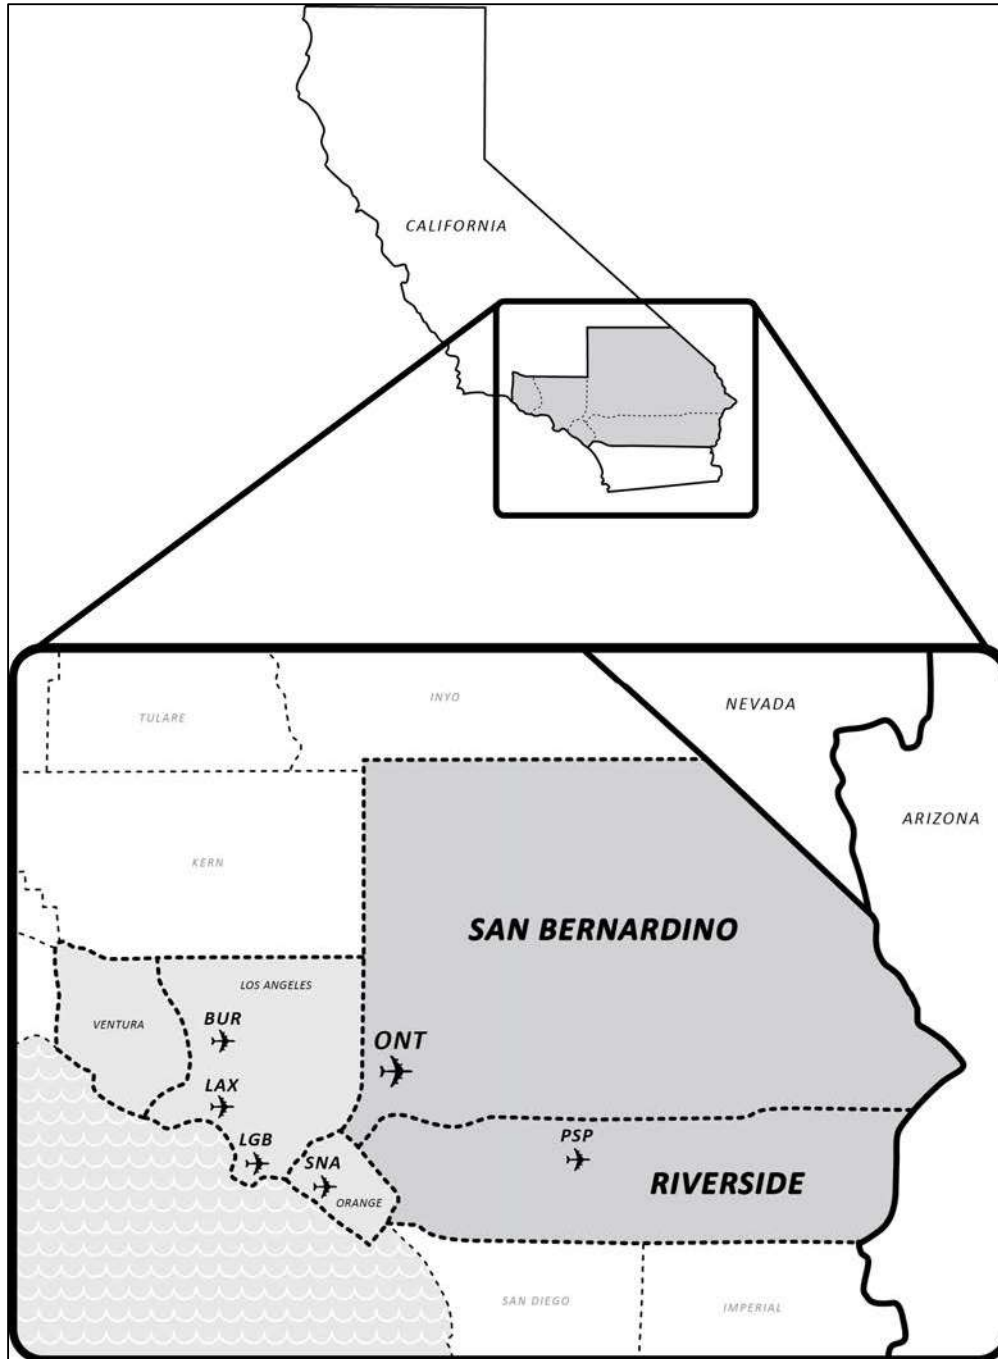 CALIFORNIA
TULARE
INYO
NEVADA
ARIZONA
KERN
SAN BERNARDINO
LOS ANGELES
VENTURA
BUR
ONT
LAX
LGB
SNA
PSP
ORANGE
RIVERSIDE
SAN DIEGO
IMPERIAL